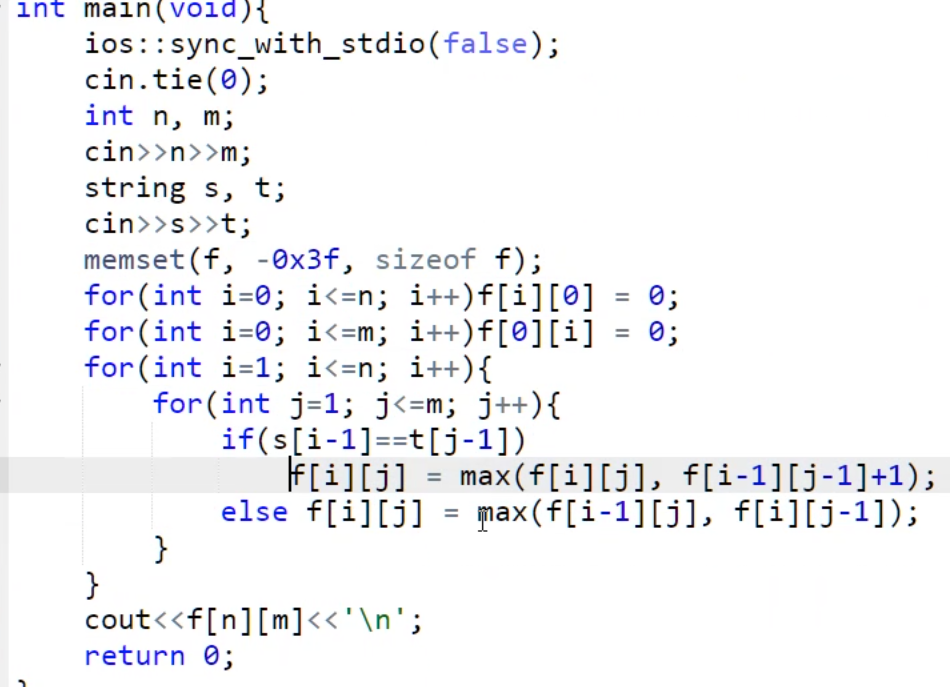 int main(void){
    ios::sync_with_stdio(false);
    cin.tie(0);
    int n, m;
    cin>>n>>m;
    string s, t;
    cin>>s>>t;
    memset(f, -0x3f, sizeof f);
    for(int i=0; i<=n; i++)f[i][0] = 0;
    for(int i=0; i<=m; i++)f[0][i] = 0;
    for(int i=1; i<=n; i++){
        for(int j=1; j<=m; j++){
            if(s[i-1]==t[j-1])
                f[i][j] = max(f[i][j], f[i-1][j-1]+1);
            else f[i][j] = max(f[i-1][j], f[i][j-1]);
        }
    }
    cout<<f[n][m]<<'\n';
    return 0;
}